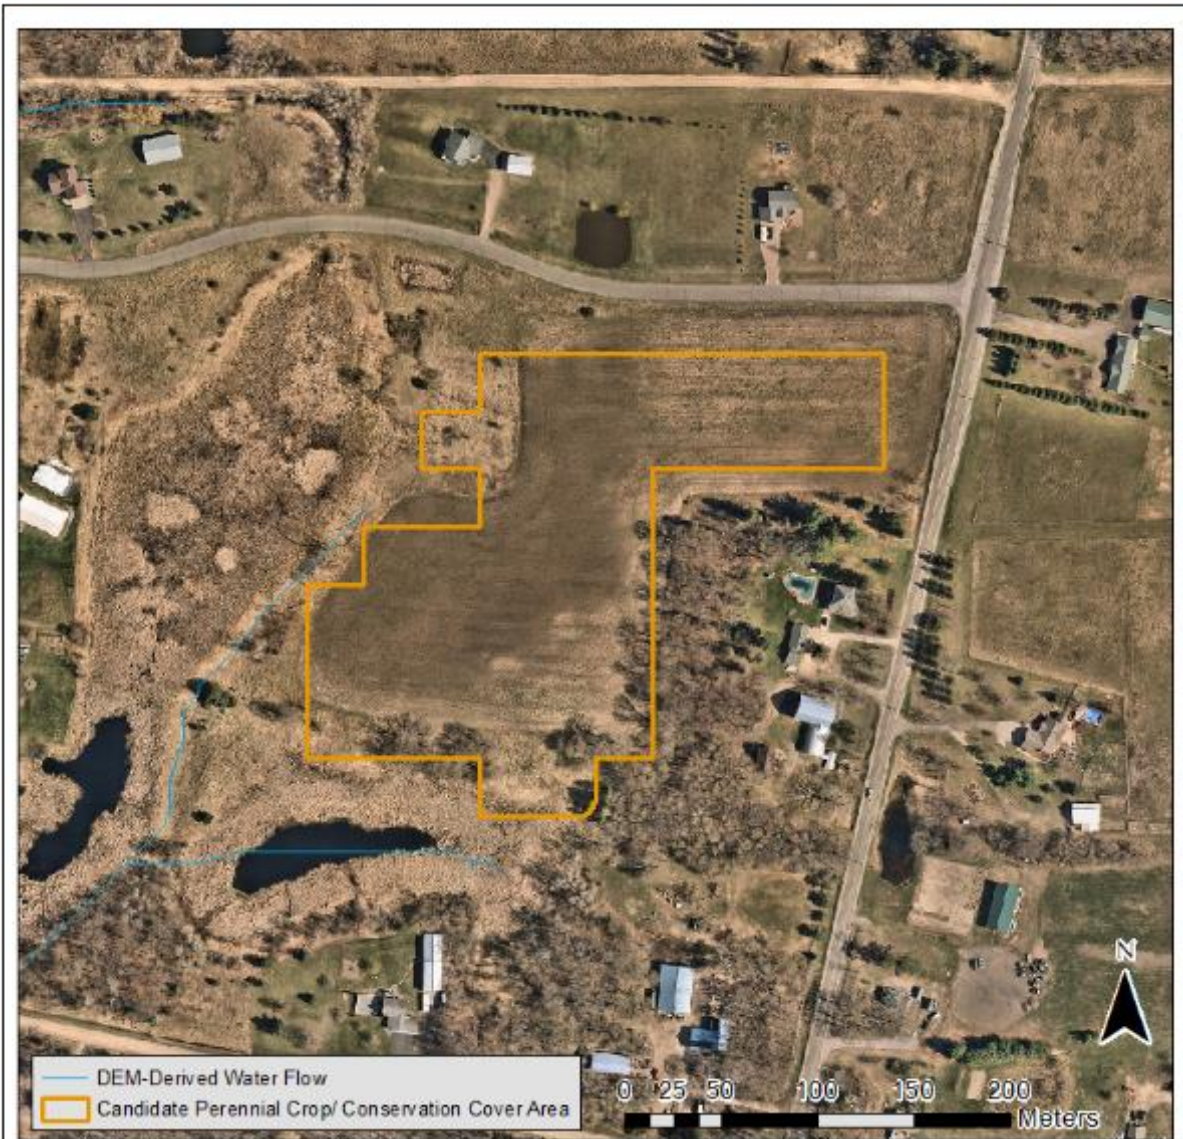 N
DEM-Derived Water Flow
Candidate Perennial Crop/ Conservation Cover Area
0 25 50 100 150 200
Meters